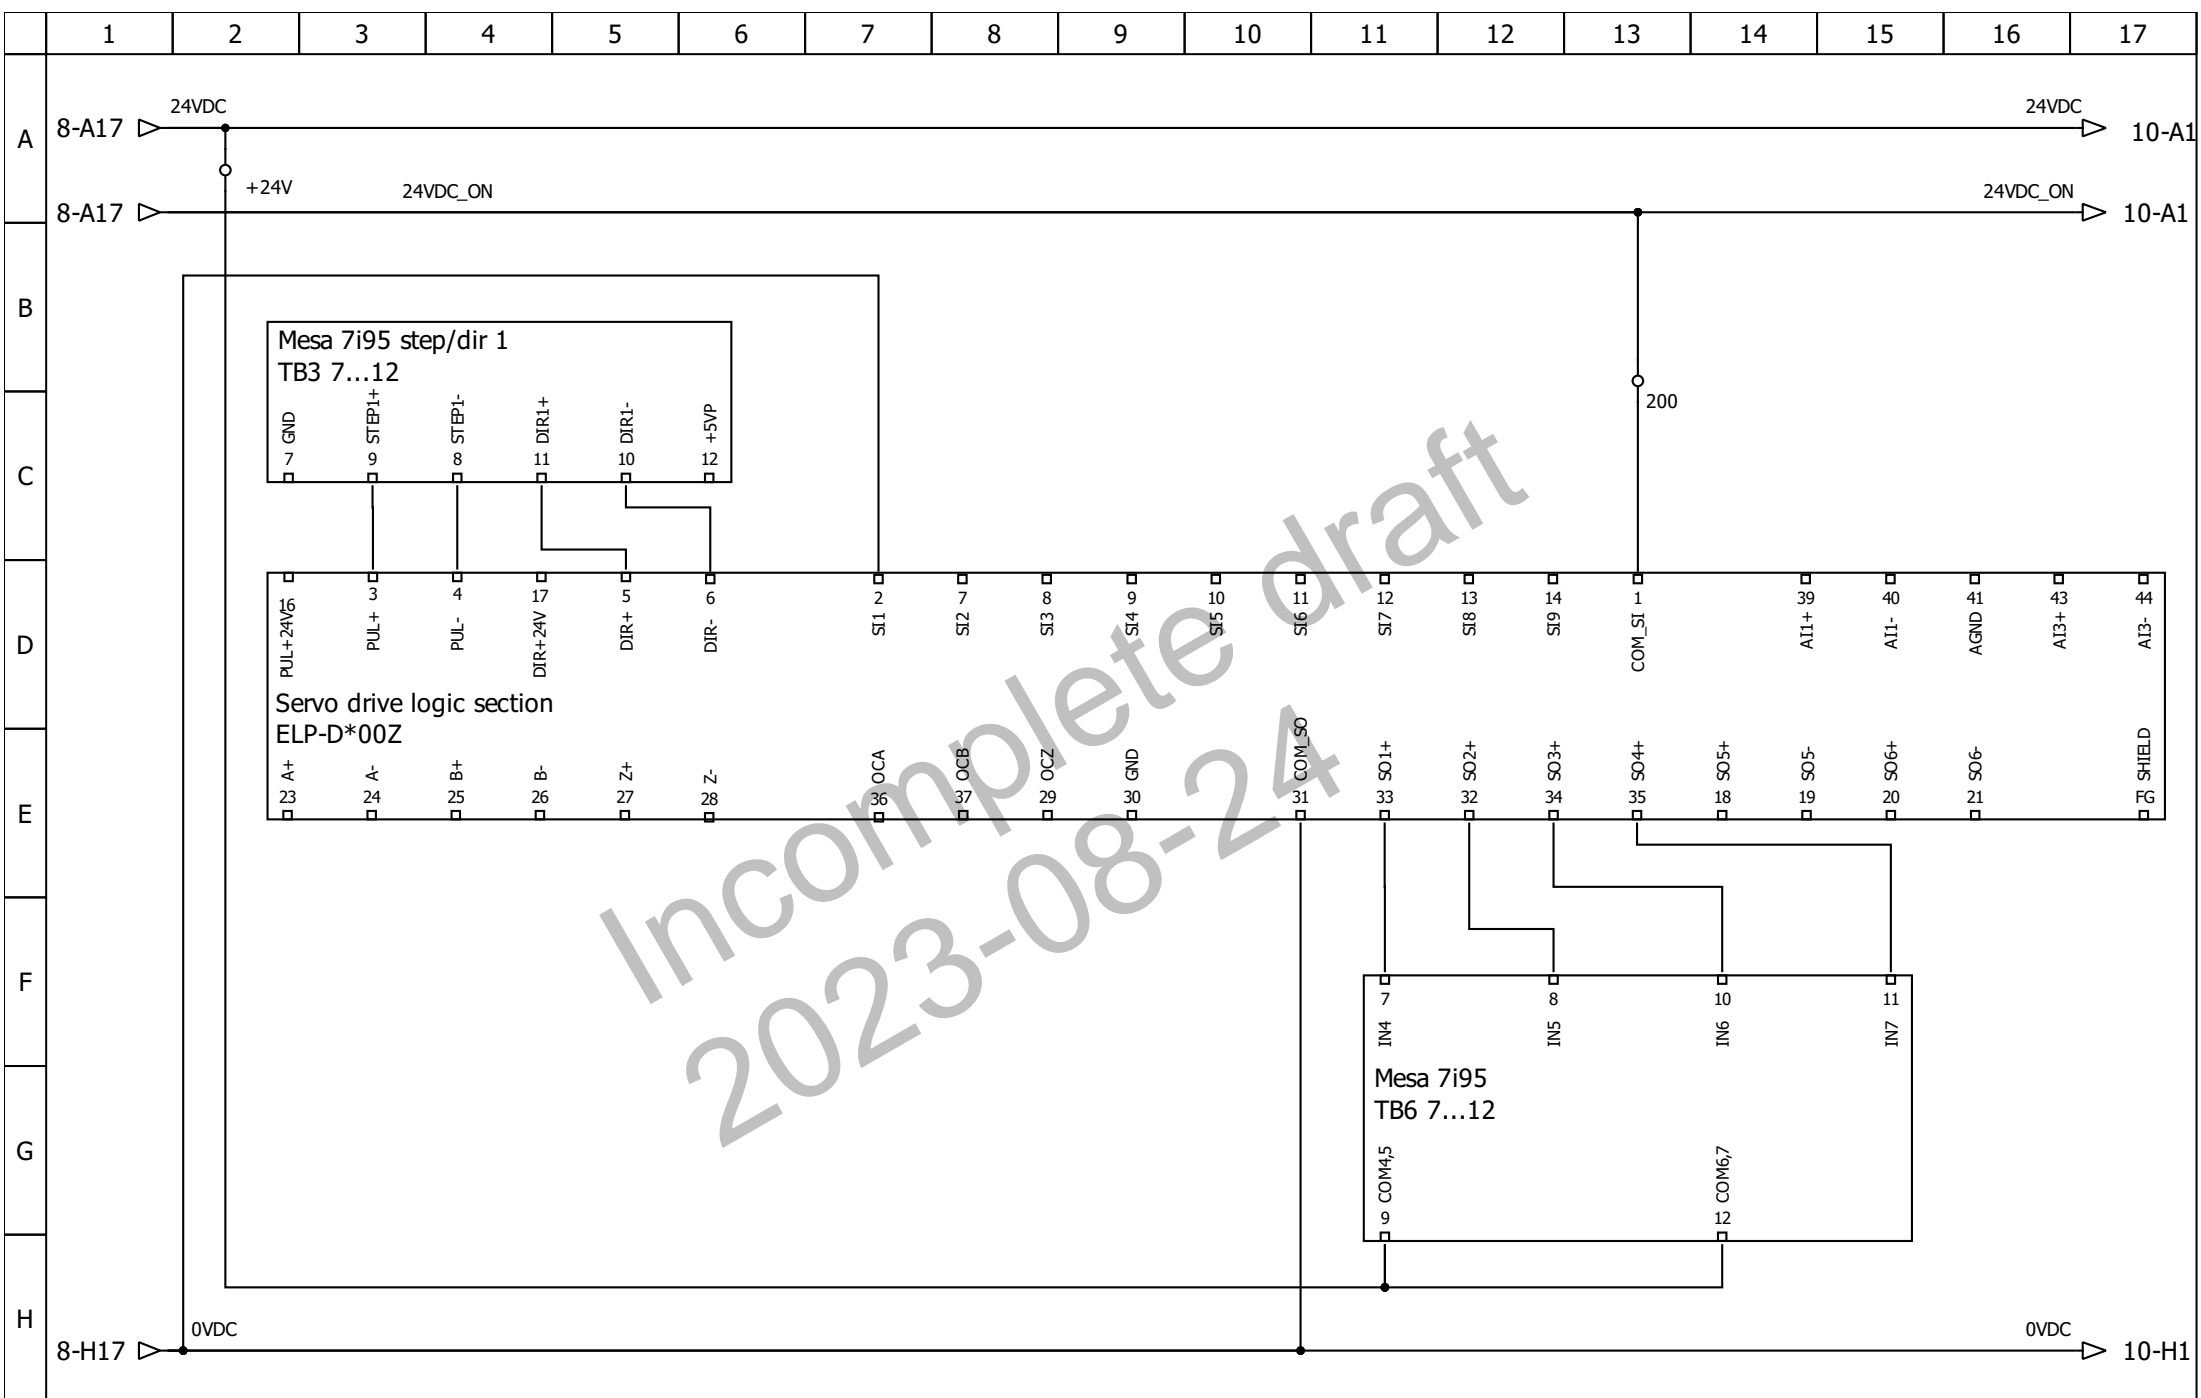 1 2 3 4 5 6 7 8 9 10 11 12 13 14 15 16 17
A
24VDC 24VDC
8-A17 10-A1
+24V 24VDC_ON 24VDC_ON
8-A17 10-A1
B
Mesa 7i95 step/dir 1
TB3 7...12
200
C
GND STEP1+ STEP1- DIR1+ DIR1- +5VP
7 9 8 11 10 12
D
16 3 4 17 5 6 2 7 8 9 10 11 12 13 14 1 39 40 41 43 44
PUL+24V PUL+ PUL- DIR+24V DIR+ DIR- SI1 SI2 SI3 SI4 SI5 SI6 SI7 SI8 SI9 COM_SI AI1+ AI1- AGND AI3+ AI3-
Servo drive logic section
ELP-D*00Z
E
A+ A- B+ B- Z+ Z- OCA OCB OCZ GND COM_SO SO1+ SO2+ SO3+ SO4+ SO5+ SO5- SO6+ SO6- SHIELD
23 24 25 26 27 28 36 37 29 30 31 33 32 34 35 18 19 20 21 FG
Incomplete draft
2023-08-24
F
7 8 10 11
IN4 IN5 IN6 IN7
Mesa 7i95
TB6 7...12
G
COM4,5 COM6,7
9 12
H
0VDC 0VDC
8-H17 10-H1